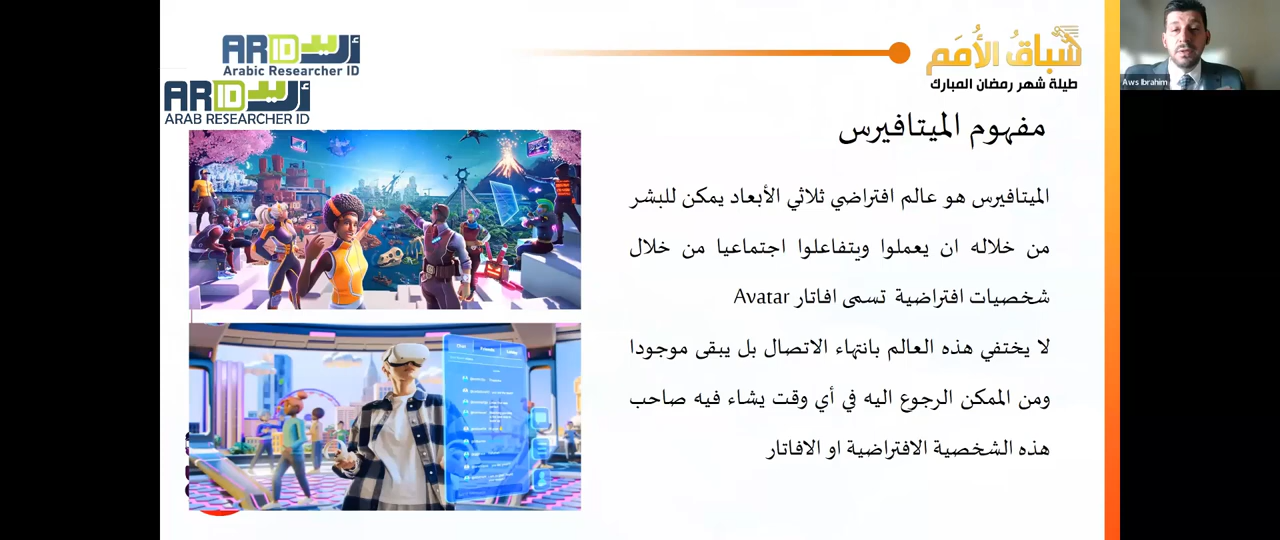 ARID أريد
Arabic Researcher ID
ARID أريد
ARAB RESEARCHER ID
سباقُ الأُمَم
طيلة شهر رمضان المبارك
Aws Ibrahim
مفهوم الميتافيرس
الميتافيرس هو عالم افتراضي ثلاثي الأبعاد يمكن للبشر
من خلاله ان يعملوا ويتفاعلوا اجتماعيا من خلال
شخصيات افتراضية تسمى افاتار Avatar
لا يختفي هذه العالم بانتهاء الاتصال بل يبقى موجودا
ومن الممكن الرجوع اليه في أي وقت يشاء فيه صاحب
هذه الشخصية الافتراضية او الافاتار